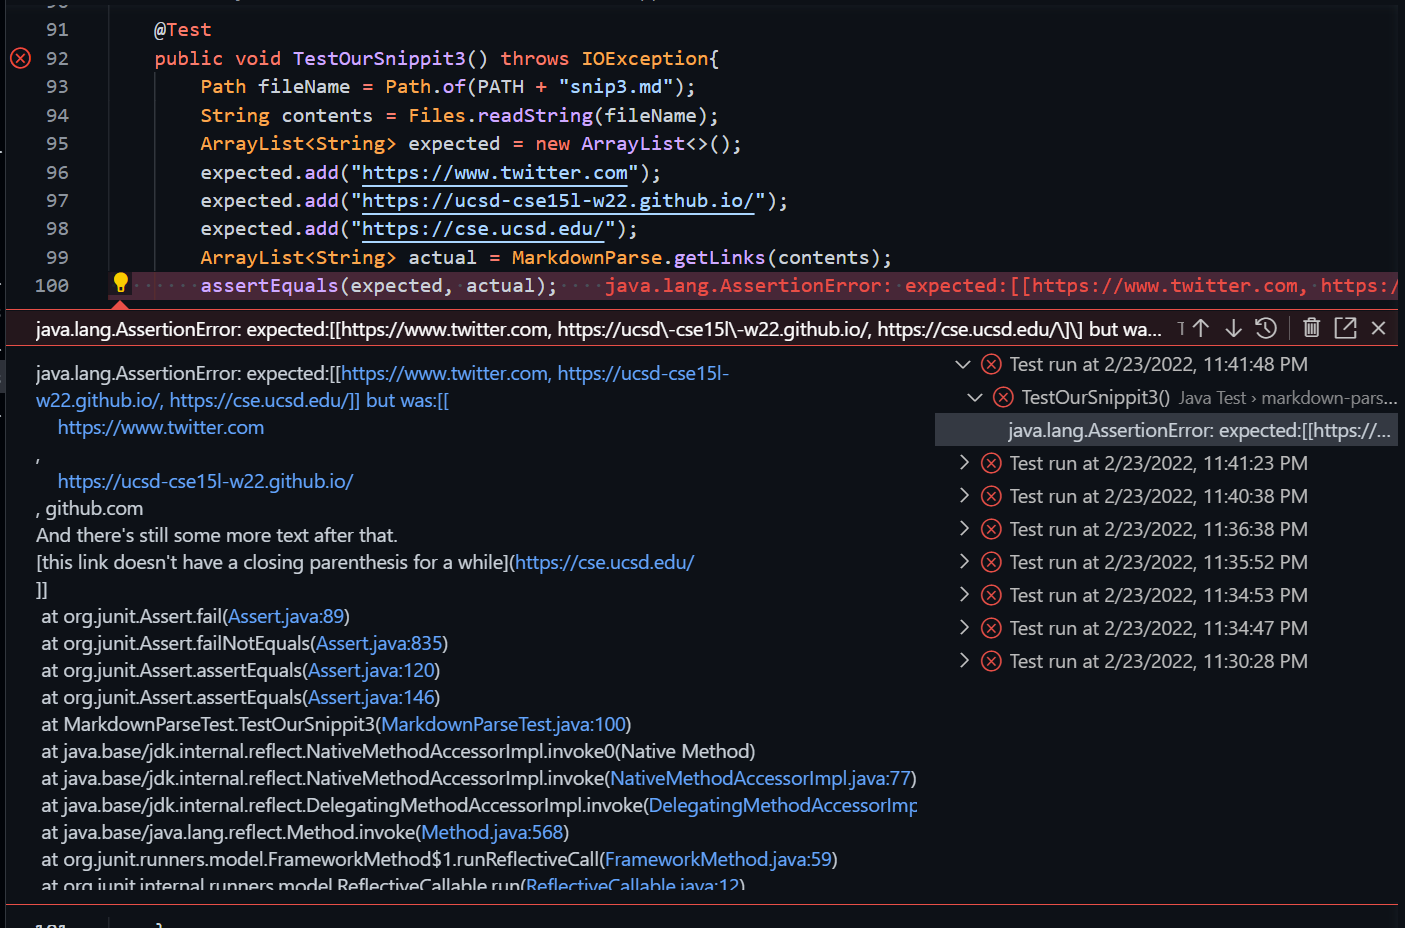 91 @Test
92 public void TestOurSnippit3() throws IOException{
93 Path fileName = Path.of(PATH + "snip3.md");
94 String contents = Files.readString(fileName);
95 ArrayList<String> expected = new ArrayList<>();
96 expected.add("https://www.twitter.com");
97 expected.add("https://ucsd-cse15l-w22.github.io/");
98 expected.add("https://cse.ucsd.edu/");
99 ArrayList<String> actual = MarkdownParse.getLinks(contents);
100 assertEquals(expected, actual); java.lang.AssertionError: expected:[[https://www.twitter.com, https:/
java.lang.AssertionError: expected:[[https://www.twitter.com, https://ucsd\-cse15l\-w22.github.io/, https://cse.ucsd.edu/\]\] but wa...
java.lang.AssertionError: expected:[[https://www.twitter.com, https://ucsd-cse15l-
w22.github.io/, https://cse.ucsd.edu/]] but was:[[
https://www.twitter.com
,
https://ucsd-cse15l-w22.github.io/
, github.com
And there's still some more text after that.
[this link doesn't have a closing parenthesis for a while](https://cse.ucsd.edu/
]]
at org.junit.Assert.fail(Assert.java:89)
at org.junit.Assert.failNotEquals(Assert.java:835)
at org.junit.Assert.assertEquals(Assert.java:120)
at org.junit.Assert.assertEquals(Assert.java:146)
at MarkdownParseTest.TestOurSnippit3(MarkdownParseTest.java:100)
at java.base/jdk.internal.reflect.NativeMethodAccessorImpl.invoke0(Native Method)
at java.base/jdk.internal.reflect.NativeMethodAccessorImpl.invoke(NativeMethodAccessorImpl.java:77)
at java.base/jdk.internal.reflect.DelegatingMethodAccessorImpl.invoke(DelegatingMethodAccessorImp
at java.base/java.lang.reflect.Method.invoke(Method.java:568)
at org.junit.runners.model.FrameworkMethod$1.runReflectiveCall(FrameworkMethod.java:59)
at org.junit.internal.runners.model.ReflectiveCallable.run(ReflectiveCallable.java:12)
Test run at 2/23/2022, 11:41:48 PM
TestOurSnippit3() Java Test › markdown-pars...
java.lang.AssertionError: expected:[[https://...
Test run at 2/23/2022, 11:41:23 PM
Test run at 2/23/2022, 11:40:38 PM
Test run at 2/23/2022, 11:36:38 PM
Test run at 2/23/2022, 11:35:52 PM
Test run at 2/23/2022, 11:34:53 PM
Test run at 2/23/2022, 11:34:47 PM
Test run at 2/23/2022, 11:30:28 PM